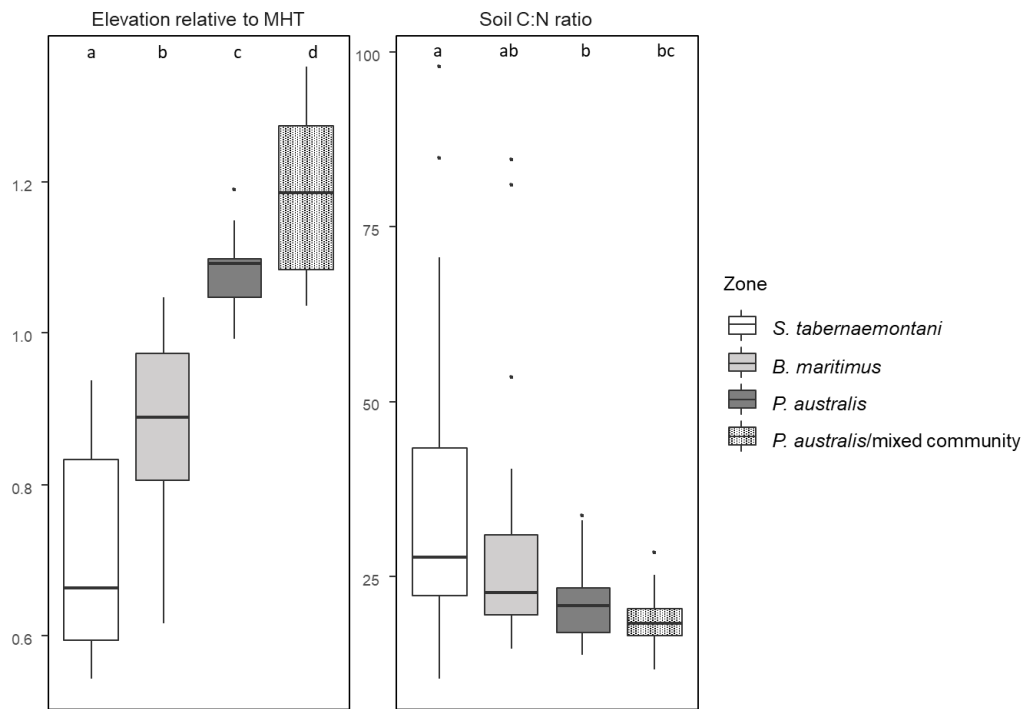 Elevation relative to MHT
a b c d
1.2
1.0
0.8
0.6
Soil C:N ratio
a ab b bc
100
75
50
25
Zone
S. tabernaemontani
B. maritimus
P. australis
P. australis/mixed community